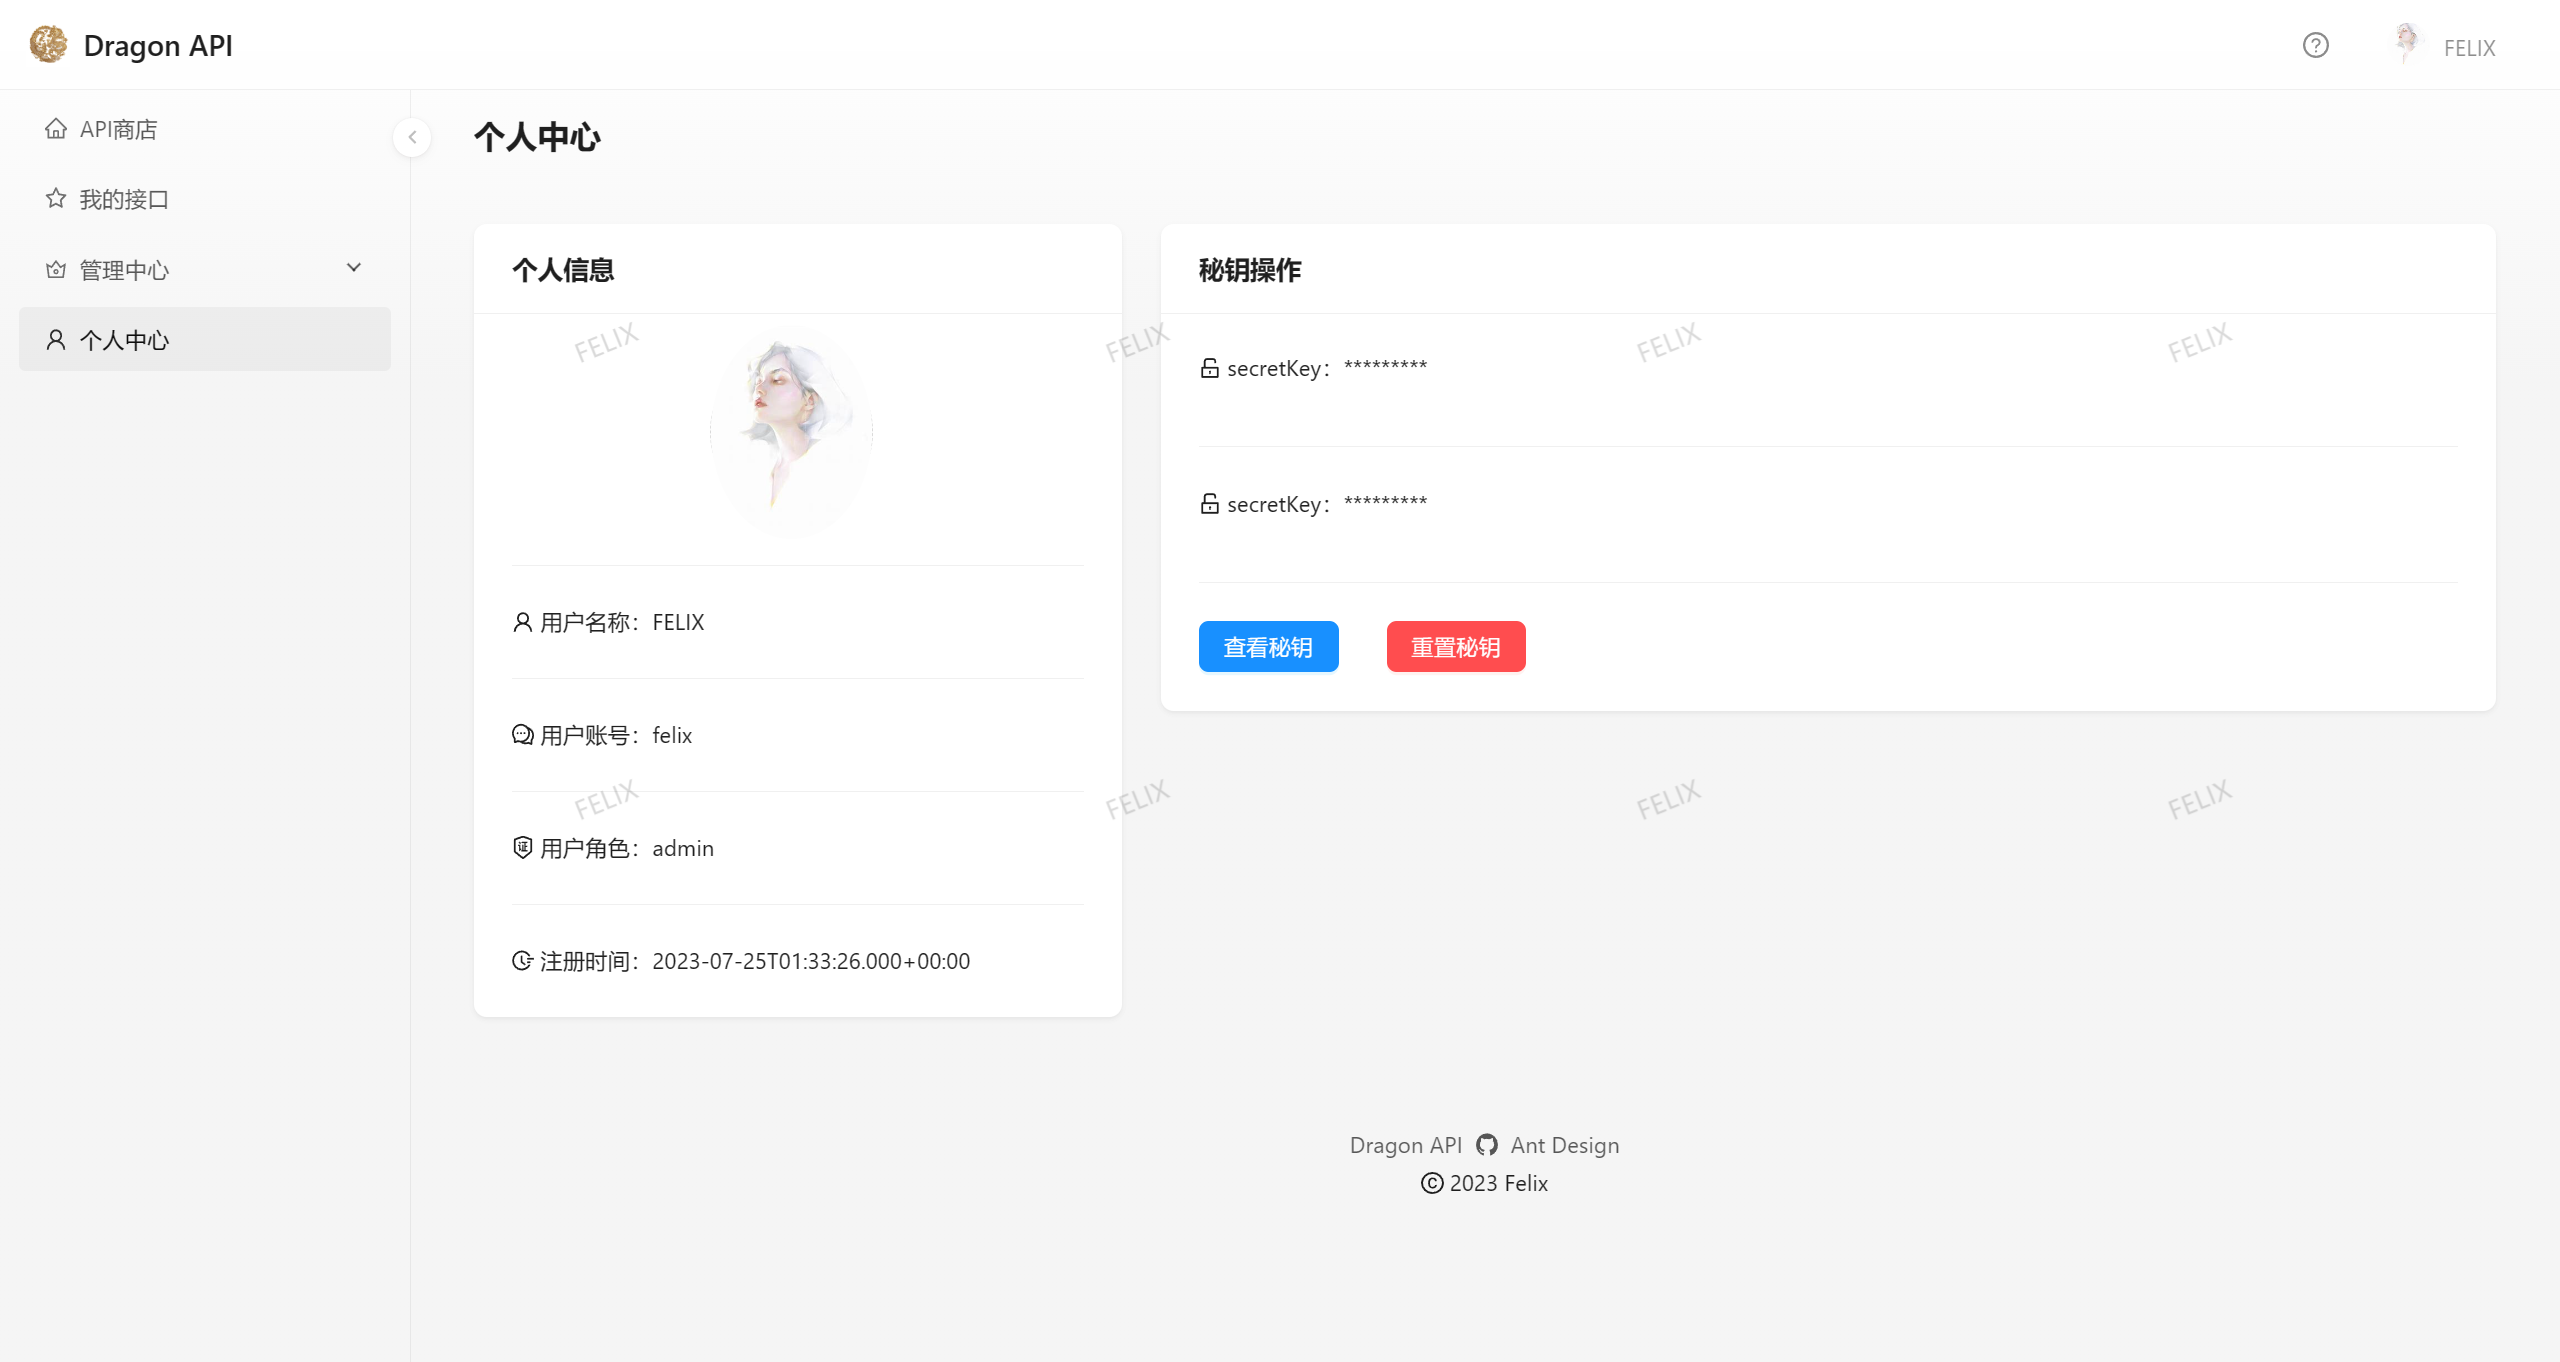 Dragon API
FELIX
API商店
我的接口
管理中心
个人中心
个人中心
个人信息
用户名称：FELIX
用户账号：felix
用户角色：admin
注册时间：2023-07-25T01:33:26.000+00:00
秘钥操作
secretKey：*********
secretKey：*********
查看秘钥 重置秘钥
FELIX FELIX FELIX FELIX
FELIX FELIX FELIX FELIX
Dragon API Ant Design
© 2023 Felix